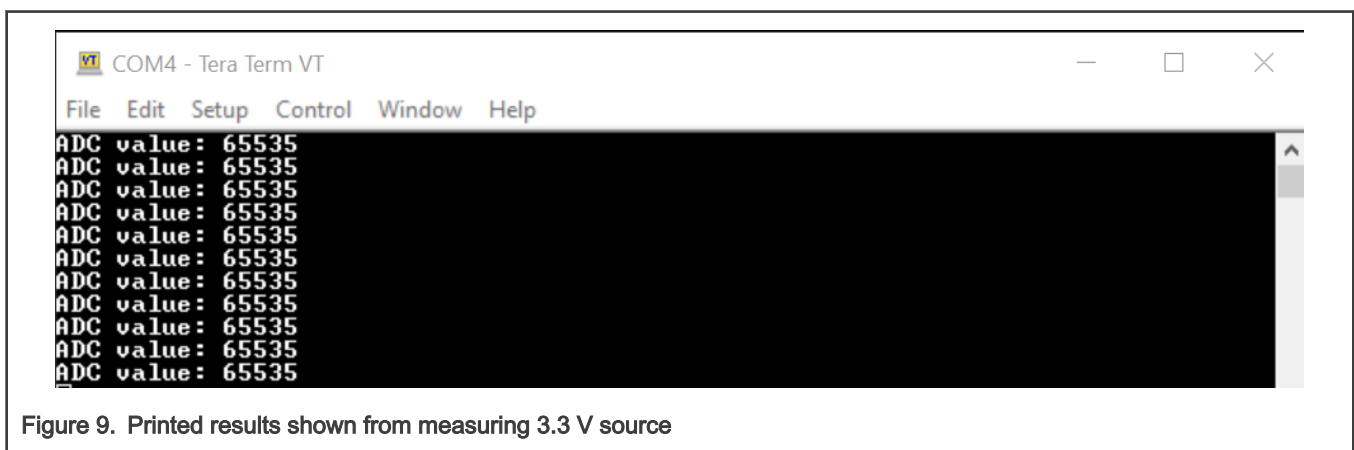 COM4 - Tera Term VT
File Edit Setup Control Window Help
ADC value: 65535
ADC value: 65535
ADC value: 65535
ADC value: 65535
ADC value: 65535
ADC value: 65535
ADC value: 65535
ADC value: 65535
ADC value: 65535
ADC value: 65535
ADC value: 65535
Figure 9. Printed results shown from measuring 3.3 V source